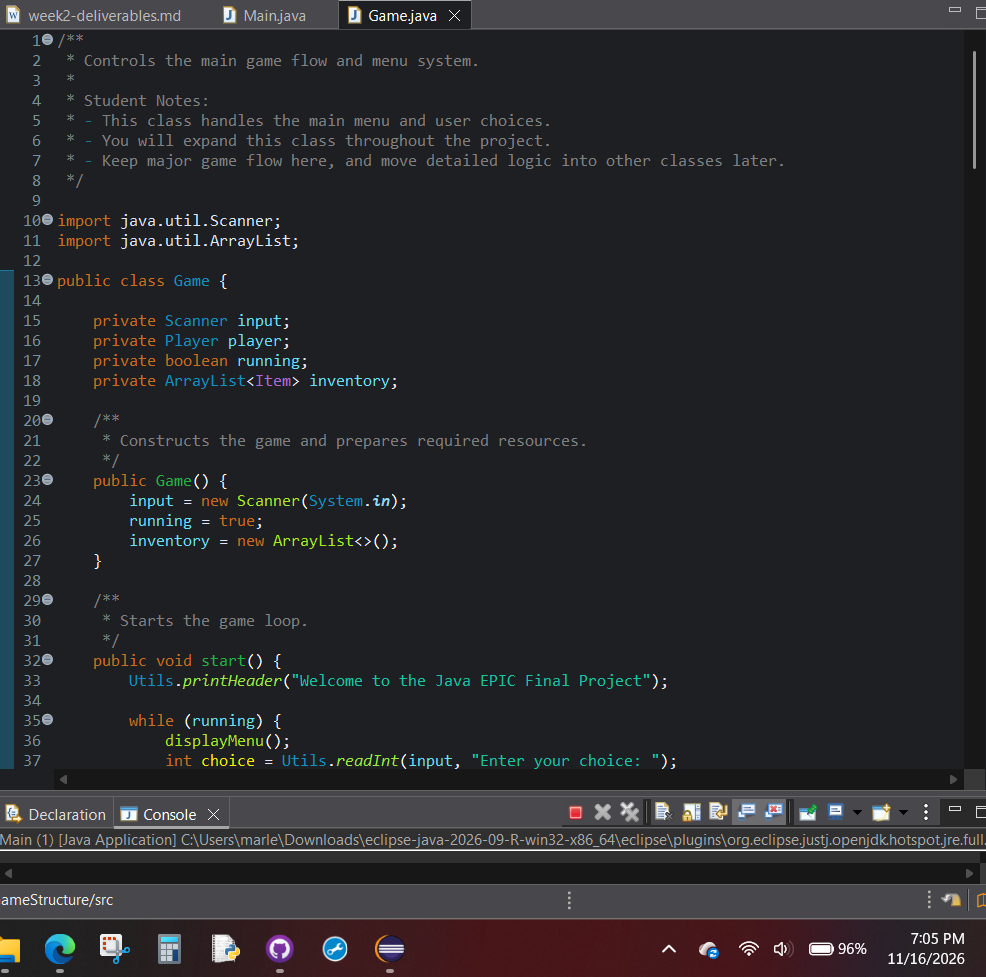 week2-deliverables.md Main.java Game.java
1 /**
2 * Controls the main game flow and menu system.
3 *
4 * Student Notes:
5 * - This class handles the main menu and user choices.
6 * - You will expand this class throughout the project.
7 * - Keep major game flow here, and move detailed logic into other classes later.
8 */
9
10 import java.util.Scanner;
11 import java.util.ArrayList;
12
13 public class Game {
14
15 private Scanner input;
16 private Player player;
17 private boolean running;
18 private ArrayList<Item> inventory;
19
20 /**
21 * Constructs the game and prepares required resources.
22 */
23 public Game() {
24 input = new Scanner(System.in);
25 running = true;
26 inventory = new ArrayList<>();
27 }
28
29 /**
30 * Starts the game loop.
31 */
32 public void start() {
33 Utils.printHeader("Welcome to the Java EPIC Final Project");
34
35 while (running) {
36 displayMenu();
37 int choice = Utils.readInt(input, "Enter your choice: ");
Declaration Console
Main (1) [Java Application] C:\Users\marle\Downloads\eclipse-java-2026-09-R-win32-x86_64\eclipse\plugins\org.eclipse.justj.openjdk.hotspot.jre.full.
ameStructure/src
96%
7:05 PM
11/16/2026